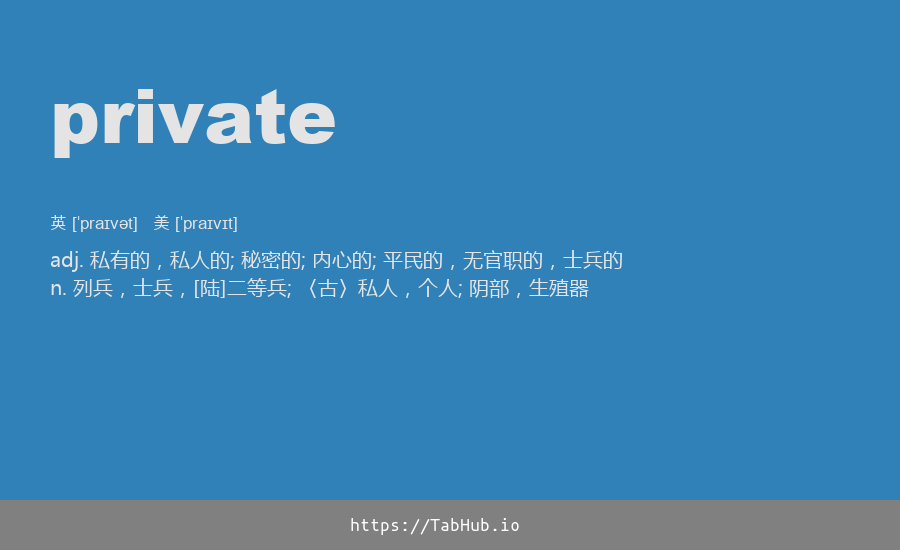 private
英 [ˈpraɪvət] 美 [ˈpraɪvɪt]
adj. 私有的，私人的; 秘密的; 内心的; 平民的，无官职的，士兵的
n. 列兵，士兵，[陆]二等兵; 〈古〉私人，个人; 阴部，生殖器
https://TabHub.io